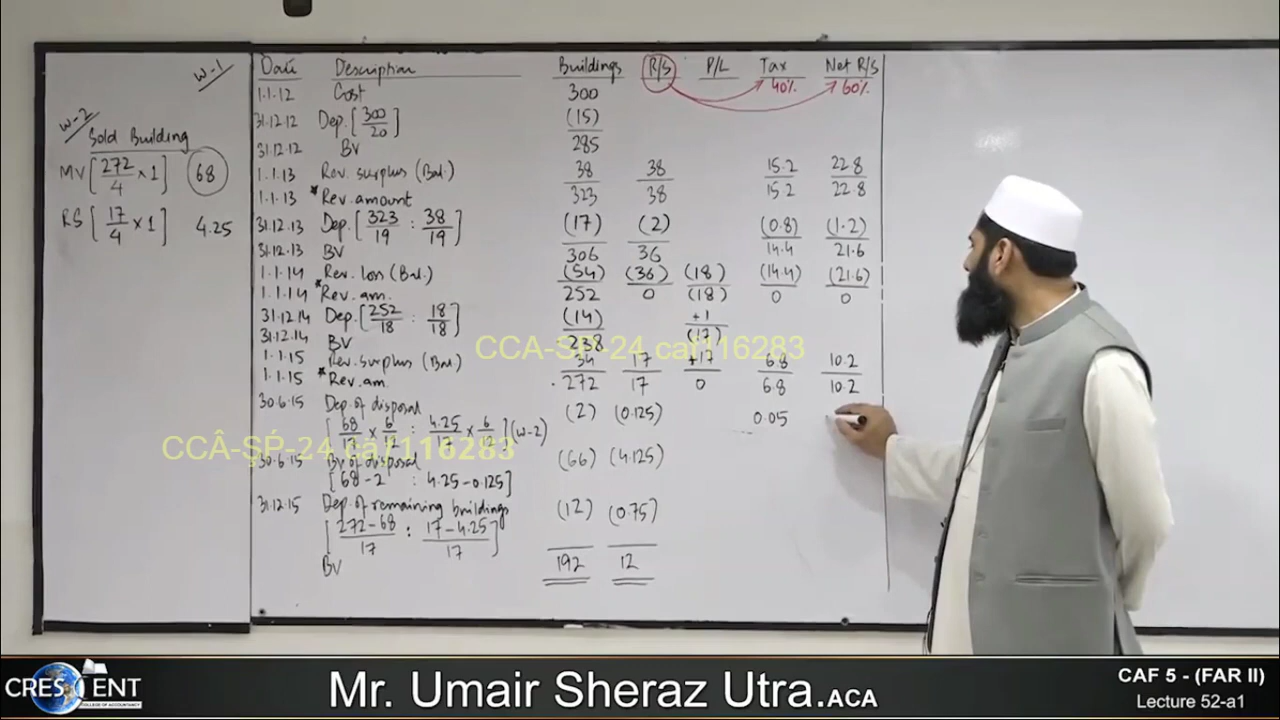 W-1
Date Description Buildings R/S P/L Tax Net R/S
40% 60%
1.1.12 Cost 300
31.12.12 Dep. [300/20] (15)
31.12.12 BV 285
1.1.13 Rev. surplus (Bal.) 38 38 15.2 22.8
1.1.13 *Rev. amount 323 38 15.2 22.8
31.12.13 Dep. [323/19 : 38/19] (17) (2) (0.8) (1.2)
31.12.13 BV 306 36 14.4 21.6
1.1.14 Rev. loss (Bal.) (54) (36) (18) (14.4) (21.6)
1.1.14 *Rev. am. 252 0 (18) 0 0
31.12.14 Dep. [252/18 : 18/18] (14) +1
31.12.14 BV 238 (17)
1.1.15 Rev. surplus (Bal) 34 17 +17 6.8 10.2
1.1.15 *Rev. am. 272 17 0 6.8 10.2
30.6.15 Dep. of disposal (2) (0.125) 0.05
[68/17 × 6/12 : 4.25/17 × 6/12] (W-2)
30.6.15 BV of disposal (66) (4.125)
[68-2 : 4.25-0.125]
31.12.15 Dep. of remaining buildings (12) (0.75)
[272-68/17 : 17-4.25/17]
BV 192 12
W-2
Sold Building
MV [272/4 × 1] 68
RS [17/4 × 1] 4.25
CCA-SP-24 caf116283
CCÂ-ŞṔ-24 cäf116283
CRESCENT
COLLEGE OF ACCOUNTANCY
Mr. Umair Sheraz Utra.ACA
CAF 5 - (FAR II)
Lecture 52-a1